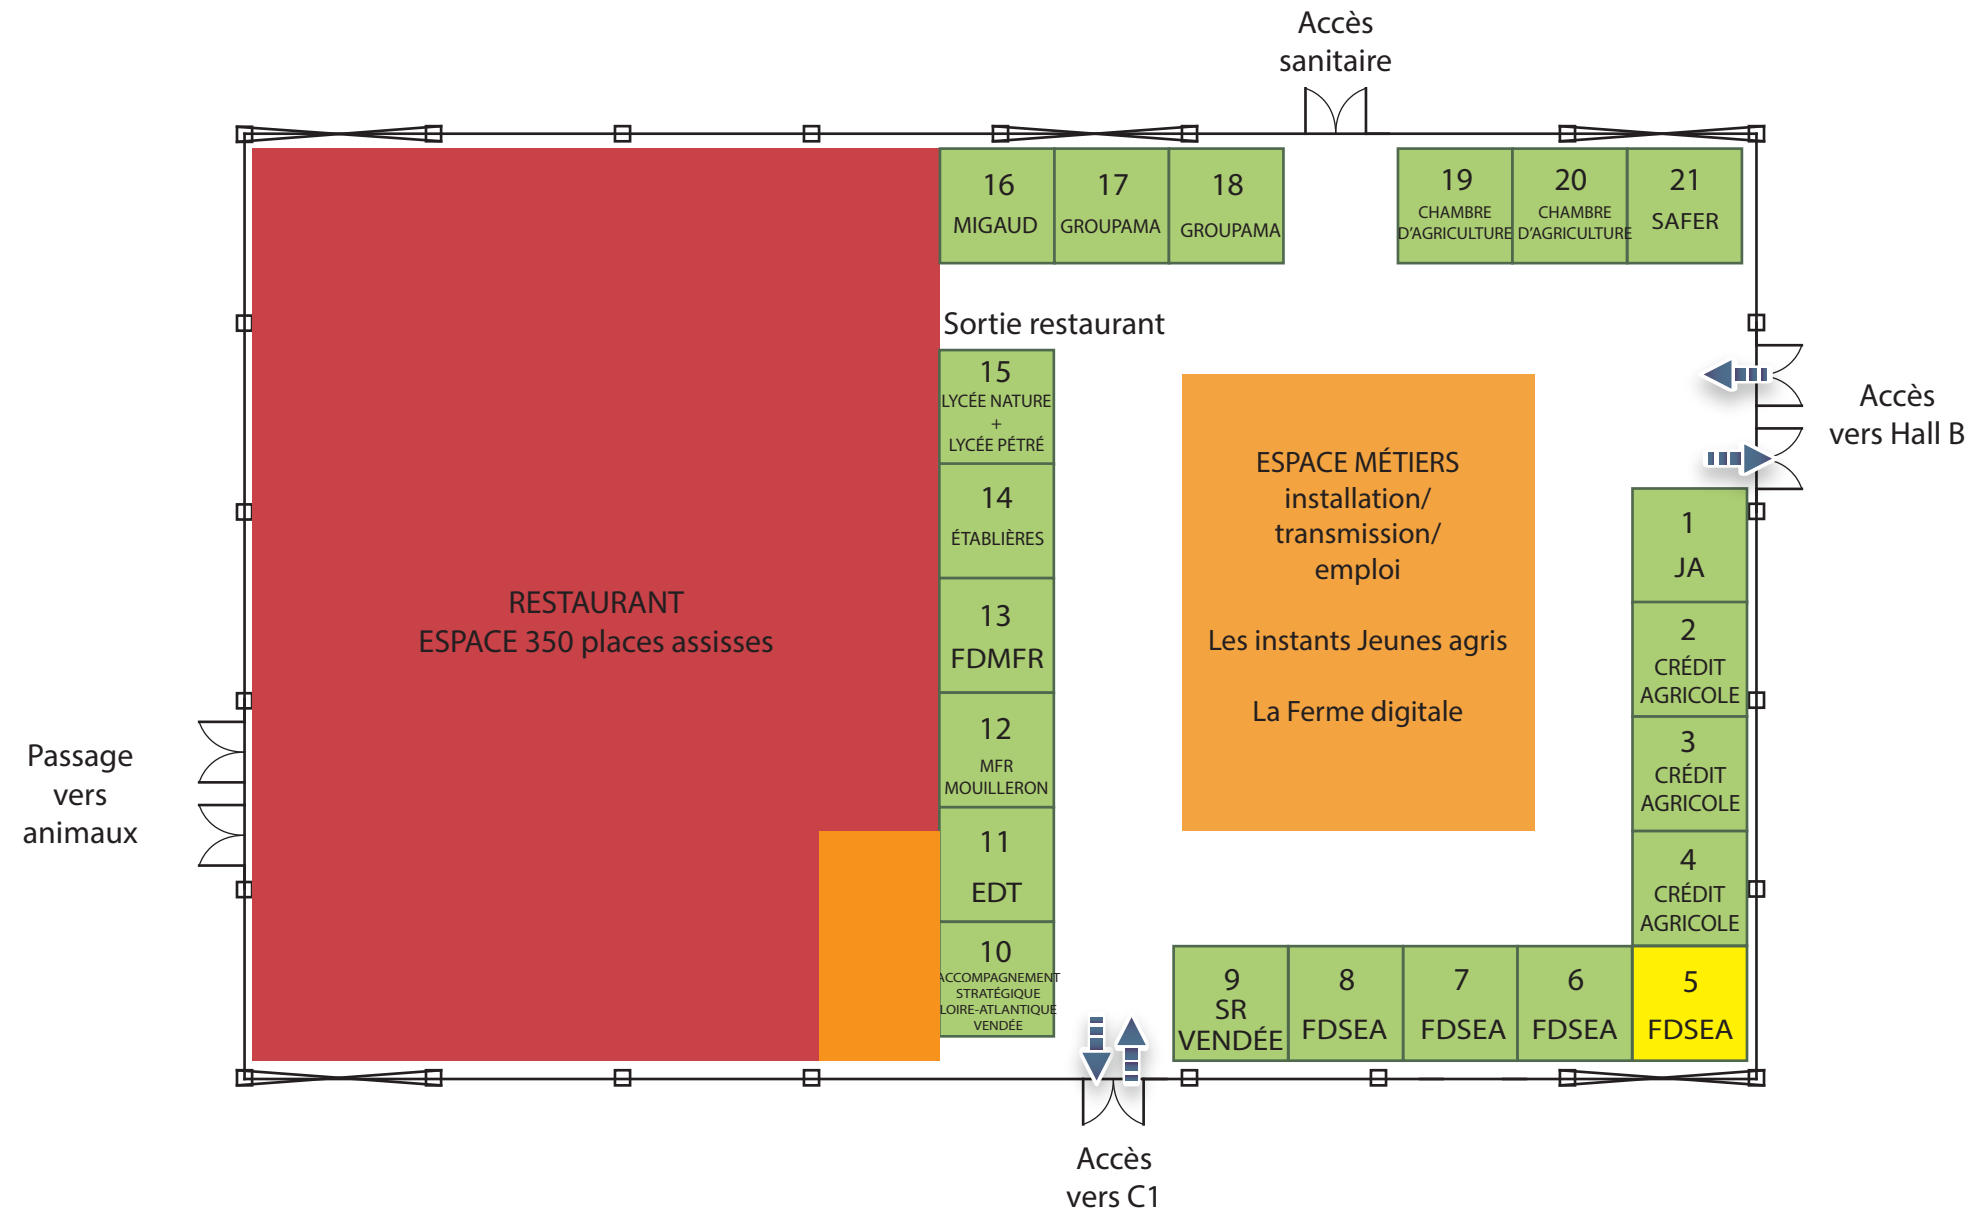 Accès
sanitaire
16
MIGAUD
17
GROUPAMA
18
GROUPAMA
19
CHAMBRE
D'AGRICULTURE
20
CHAMBRE
D'AGRICULTURE
21
SAFER
Sortie restaurant
15
LYCÉE NATURE
+
LYCÉE PÉTRÉ
14
ÉTABLIÈRES
13
FDMFR
12
MFR
MOUILLERON
11
EDT
10
ACCOMPAGNEMENT
STRATÉGIQUE
LOIRE-ATLANTIQUE
VENDÉE
RESTAURANT
ESPACE 350 places assisses
Passage
vers
animaux
ESPACE MÉTIERS
installation/
transmission/
emploi
Les instants Jeunes agris
La Ferme digitale
Accès
vers Hall B
1
JA
2
CRÉDIT
AGRICOLE
3
CRÉDIT
AGRICOLE
4
CRÉDIT
AGRICOLE
9
SR
VENDÉE
8
FDSEA
7
FDSEA
6
FDSEA
5
FDSEA
Accès
vers C1